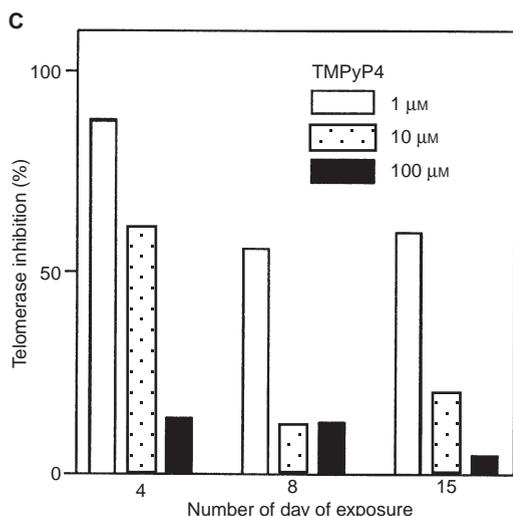 C
100
50
0
Telomerase inhibition (%)
TMPyP4
1 μM
10 μM
100 μM
4 8 15
Number of day of exposure